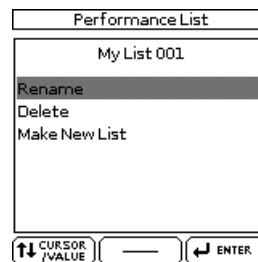 Performance List
My List 001
Rename
Delete
Make New List
CURSOR
/VALUE
ENTER